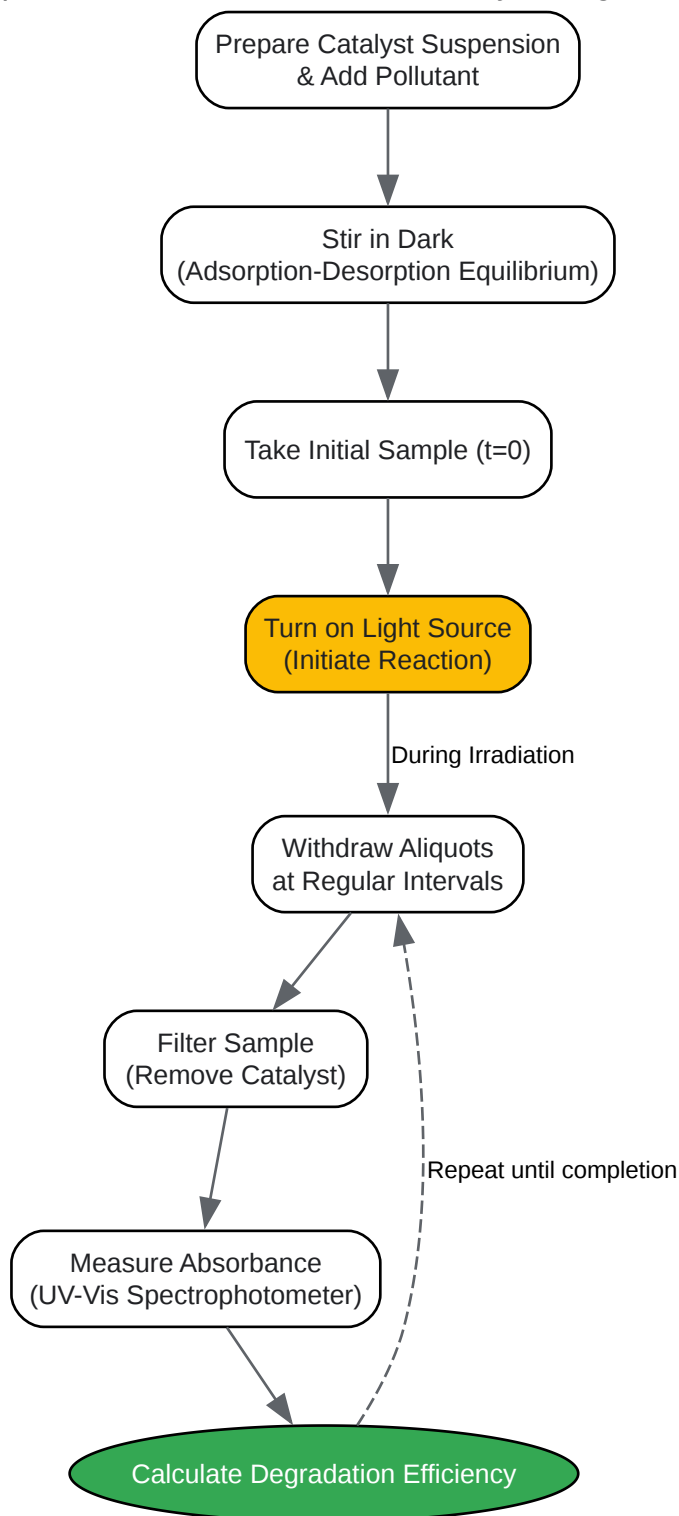 Prepare Catalyst Suspension
& Add Pollutant
Stir in Dark
(Adsorption-Desorption Equilibrium)
Take Initial Sample (t=0)
Turn on Light Source
(Initiate Reaction)
During Irradiation
Withdraw Aliquots
at Regular Intervals
Filter Sample
(Remove Catalyst)
Repeat until completion
Measure Absorbance
(UV-Vis Spectrophotometer)
Calculate Degradation Efficiency